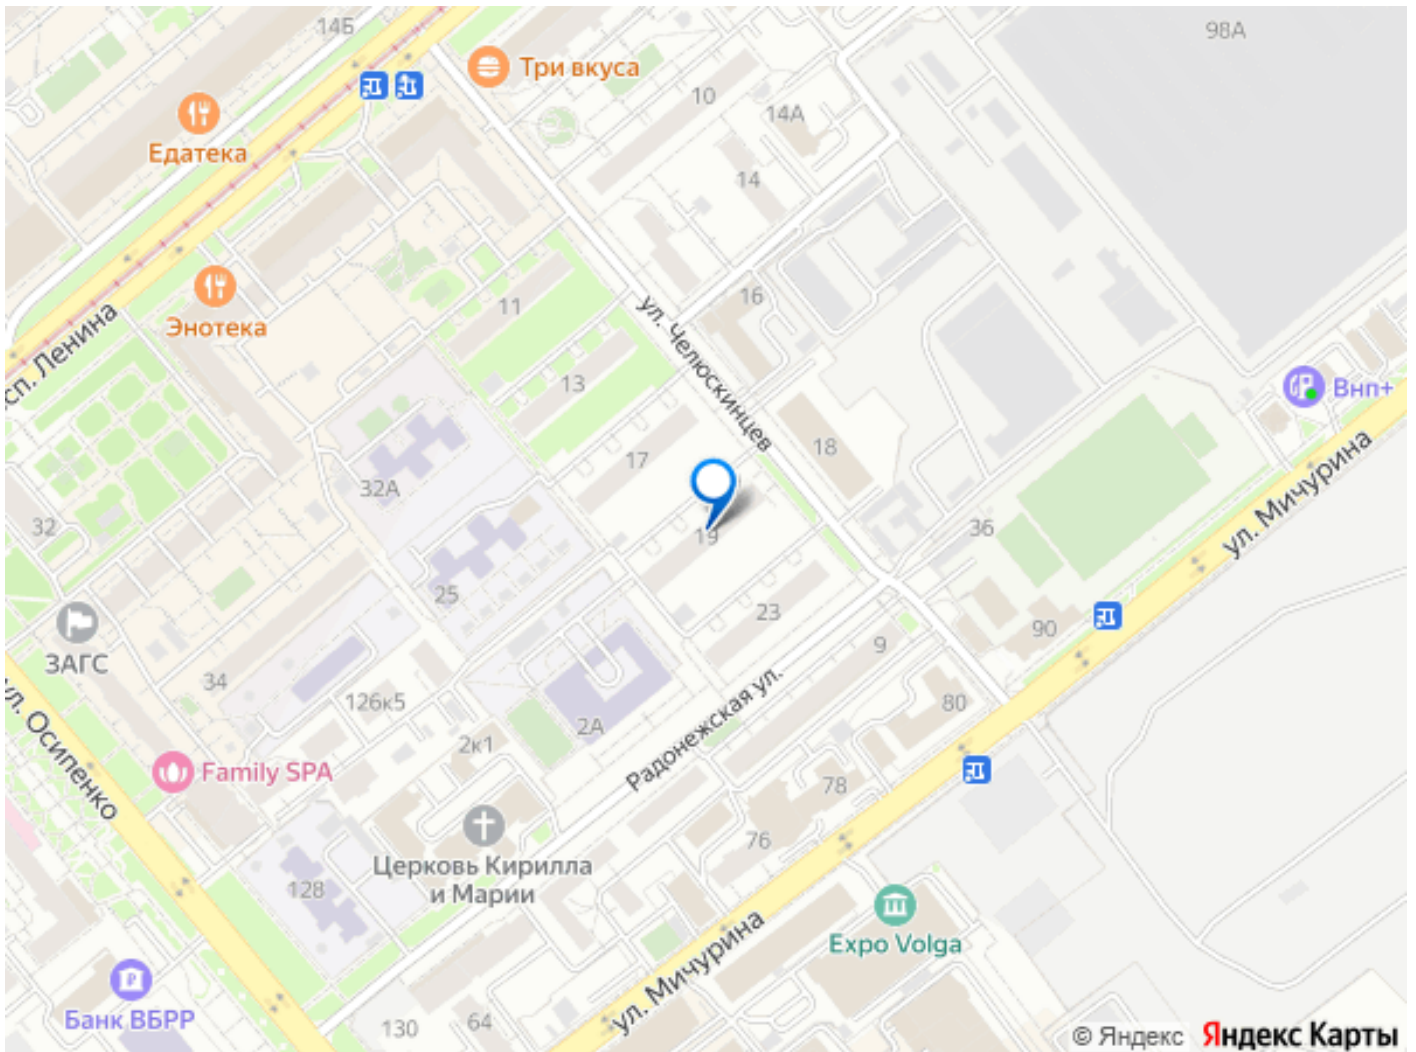 14Б
98А
Три вкуса
10
14А
Едатека
14
11
16
Энотека
ул. Челюскинцев
сп. Ленина
13
Внп+
17
18
32А
ул. Мичурина
32
19
36
25
23
90
ЗАГС
9
34
126к5
Радонежская ул.
80
2А
2к1
ул. Осипенко
Family SPA
78
76
Церковь Кирилла
и Марии
128
Expo Volga
ул. Мичурина
Банк ВБРР
130
64
© Яндекс Яндекс Карты